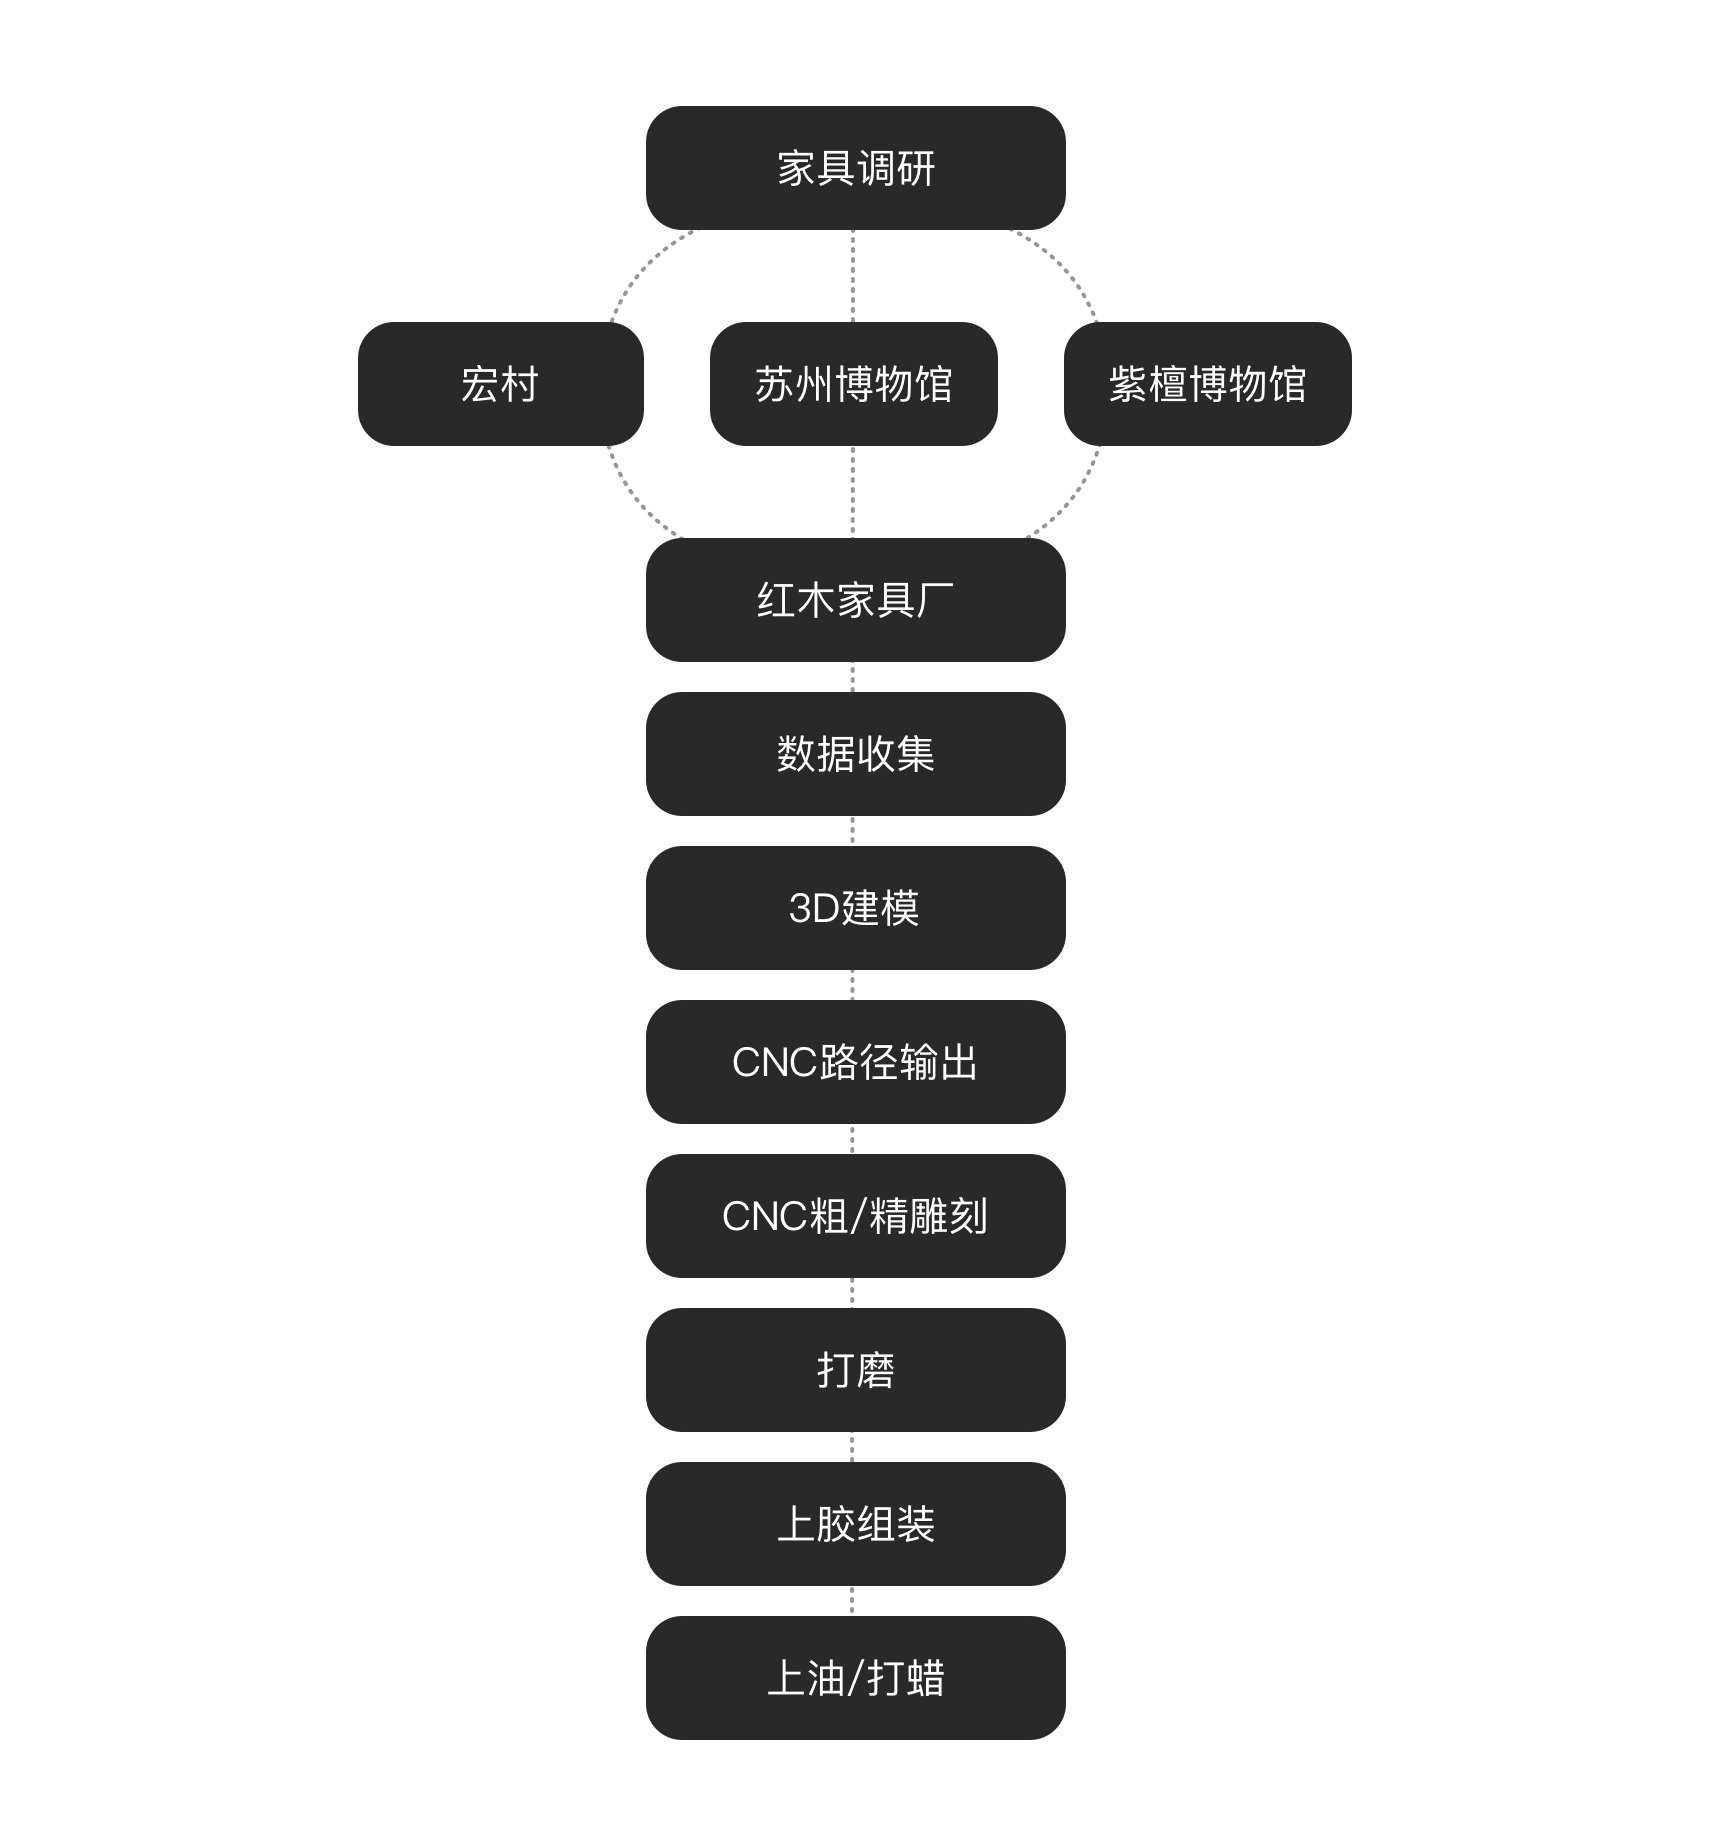 家具调研
宏村
苏州博物馆
紫檀博物馆
红木家具厂
数据收集
3D建模
CNC路径输出
CNC粗/精雕刻
打磨
上胶组装
上油/打蜡